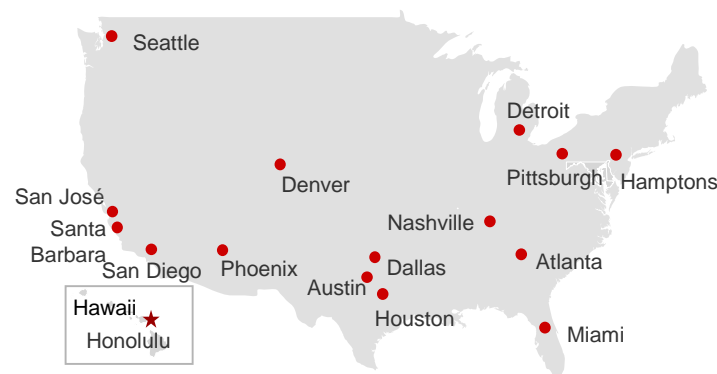 Seattle
Detroit
Pittsburgh
Hamptons
Denver
San José
Santa
Barbara
San Diego
Phoenix
Nashville
Dallas
Austin
Houston
Atlanta
Miami
Hawaii
Honolulu